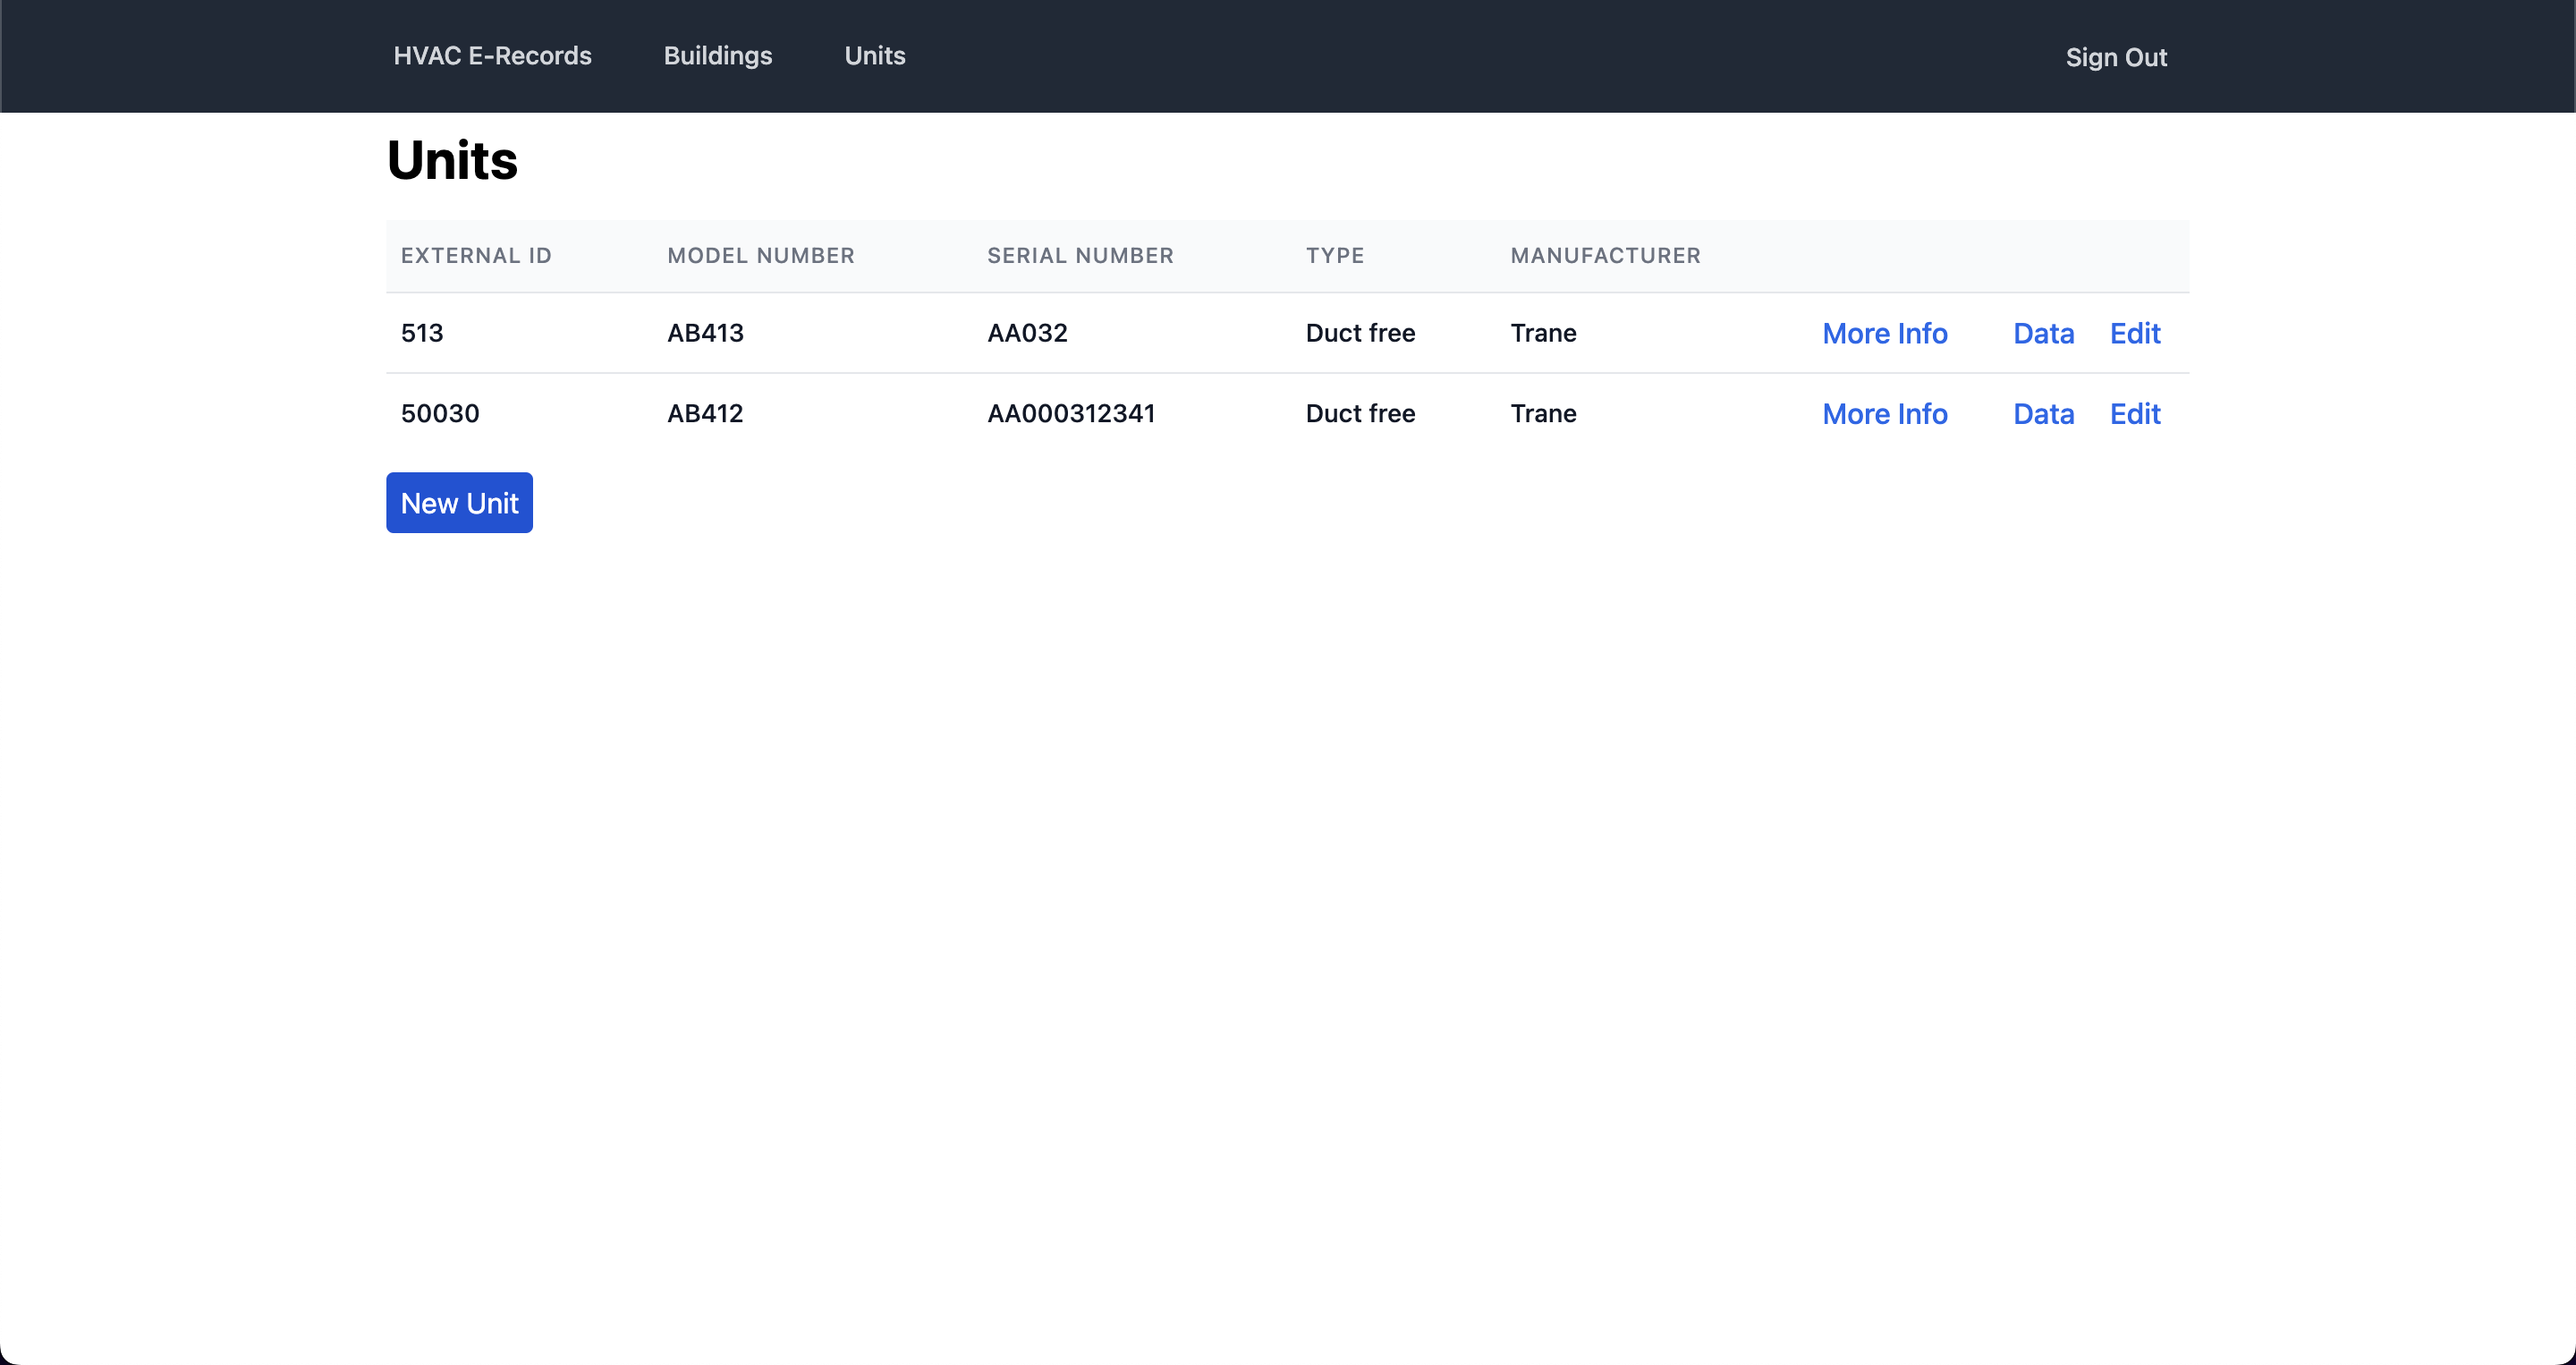 HVAC E-Records Buildings Units Sign Out
Units
EXTERNAL ID MODEL NUMBER SERIAL NUMBER TYPE MANUFACTURER
513 AB413 AA032 Duct free Trane More Info Data Edit
50030 AB412 AA000312341 Duct free Trane More Info Data Edit
New Unit